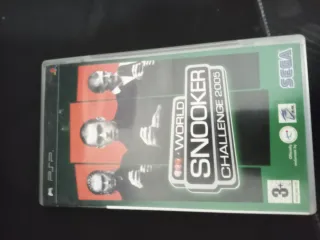 PSP
WORLD
SNOOKER
CHALLENGE 2005
SEGA
3+